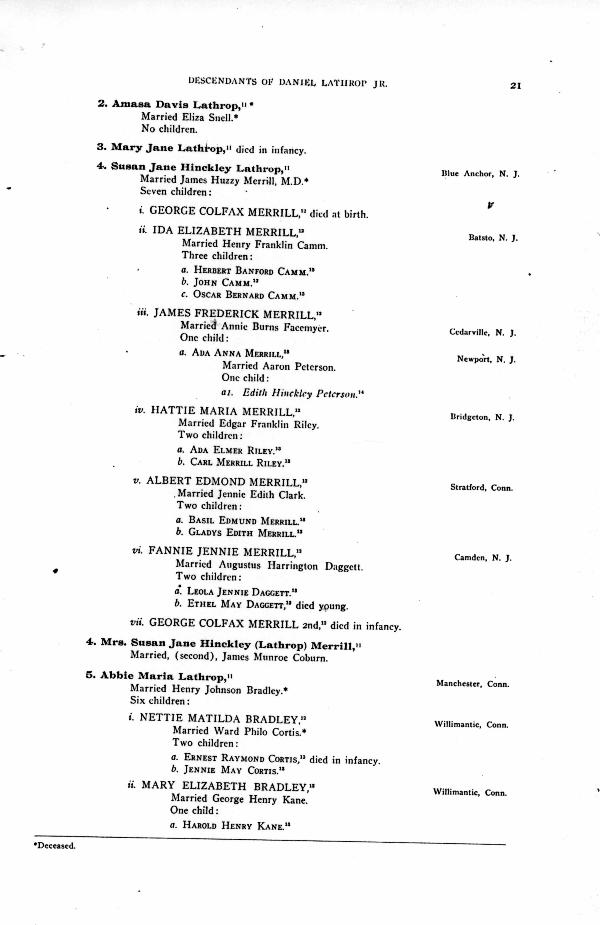 DESCENDANTS OF DANIEL LATHROP JR. 21
2. Amasa Davis Lathrop,¹¹ *
Married Eliza Snell.*
No children.
3. Mary Jane Lathrop,¹¹ died in infancy.
4. Susan Jane Hinckley Lathrop,¹¹ Blue Anchor, N. J.
Married James Huzzy Merrill, M.D.*
Seven children:
i. GEORGE COLFAX MERRILL,¹² died at birth.
ii. IDA ELIZABETH MERRILL,¹² Batsto, N. J.
Married Henry Franklin Camm.
Three children:
a. HERBERT BANFORD CAMM.¹³
b. JOHN CAMM.¹³
c. OSCAR BERNARD CAMM.¹³
iii. JAMES FREDERICK MERRILL,¹²
Married Annie Burns Facemyer. Cedarville, N. J.
One child:
a. ADA ANNA MERRILL,¹³ Newport, N. J.
Married Aaron Peterson.
One child:
a1. Edith Hinckley Peterson.¹⁴
iv. HATTIE MARIA MERRILL,¹² Bridgeton, N. J.
Married Edgar Franklin Riley.
Two children:
a. ADA ELMER RILEY.¹³
b. CARL MERRILL RILEY.¹³
v. ALBERT EDMOND MERRILL,¹² Stratford, Conn.
Married Jennie Edith Clark.
Two children:
a. BASIL EDMUND MERRILL.¹³
b. GLADYS EDITH MERRILL.¹³
vi. FANNIE JENNIE MERRILL,¹² Camden, N. J.
Married Augustus Harrington Daggett.
Two children:
a. LEOLA JENNIE DAGGETT.¹³
b. ETHEL MAY DAGGETT,¹³ died young.
vii. GEORGE COLFAX MERRILL 2nd,¹² died in infancy.
4. Mrs. Susan Jane Hinckley (Lathrop) Merrill,¹¹
Married, (second), James Munroe Coburn.
5. Abbie Maria Lathrop,¹¹ Manchester, Conn.
Married Henry Johnson Bradley.*
Six children:
i. NETTIE MATILDA BRADLEY,¹² Willimantic, Conn.
Married Ward Philo Cortis.*
Two children:
a. ERNEST RAYMOND CORTIS,¹³ died in infancy.
b. JENNIE MAY CORTIS.¹³
ii. MARY ELIZABETH BRADLEY,¹² Willimantic, Conn.
Married George Henry Kane.
One child:
a. HAROLD HENRY KANE.¹³
*Deceased.